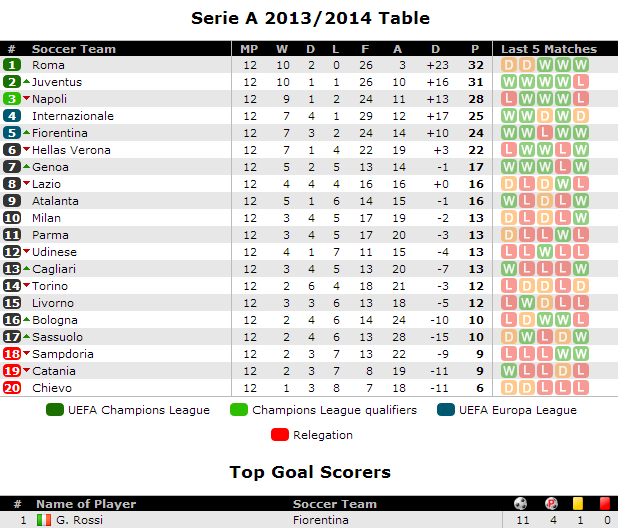 Serie A 2013/2014 Table
# Soccer Team MP W D L F A D P Last 5 Matches
1 Roma 12 10 2 0 26 3 +23 32 D D W W W
2 Juventus 12 10 1 1 26 10 +16 31 W W W W L
3 Napoli 12 9 1 2 24 11 +13 28 L W W W L
4 Internazionale 12 7 4 1 29 12 +17 25 W W D W D
5 Fiorentina 12 7 3 2 24 14 +10 24 W W L W W
6 Hellas Verona 12 7 1 4 22 19 +3 22 L W W L W
7 Genoa 12 5 2 5 13 14 -1 17 W W W L W
8 Lazio 12 4 4 4 16 16 +0 16 D L D W L
9 Atalanta 12 5 1 6 14 15 -1 16 W L D L W
10 Milan 12 3 4 5 17 19 -2 13 D L D L W
11 Parma 12 3 4 5 17 20 -3 13 D L L W L
12 Udinese 12 4 1 7 11 15 -4 13 L L W L L
13 Cagliari 12 3 4 5 13 20 -7 13 W L L L W
14 Torino 12 2 6 4 18 21 -3 12 L D D L D
15 Livorno 12 3 3 6 13 18 -5 12 L W D L L
16 Bologna 12 2 4 6 14 24 -10 10 L D W W L
17 Sassuolo 12 2 4 6 13 28 -15 10 D W L D W
18 Sampdoria 12 2 3 7 13 22 -9 9 L L L W W
19 Catania 12 2 3 7 8 19 -11 9 W L L D L
20 Chievo 12 1 3 8 7 18 -11 6 D D L L L
UEFA Champions League Champions League qualifiers UEFA Europa League
Relegation
Top Goal Scorers
# Name of Player Soccer Team
1 G. Rossi Fiorentina 11 4 1 0